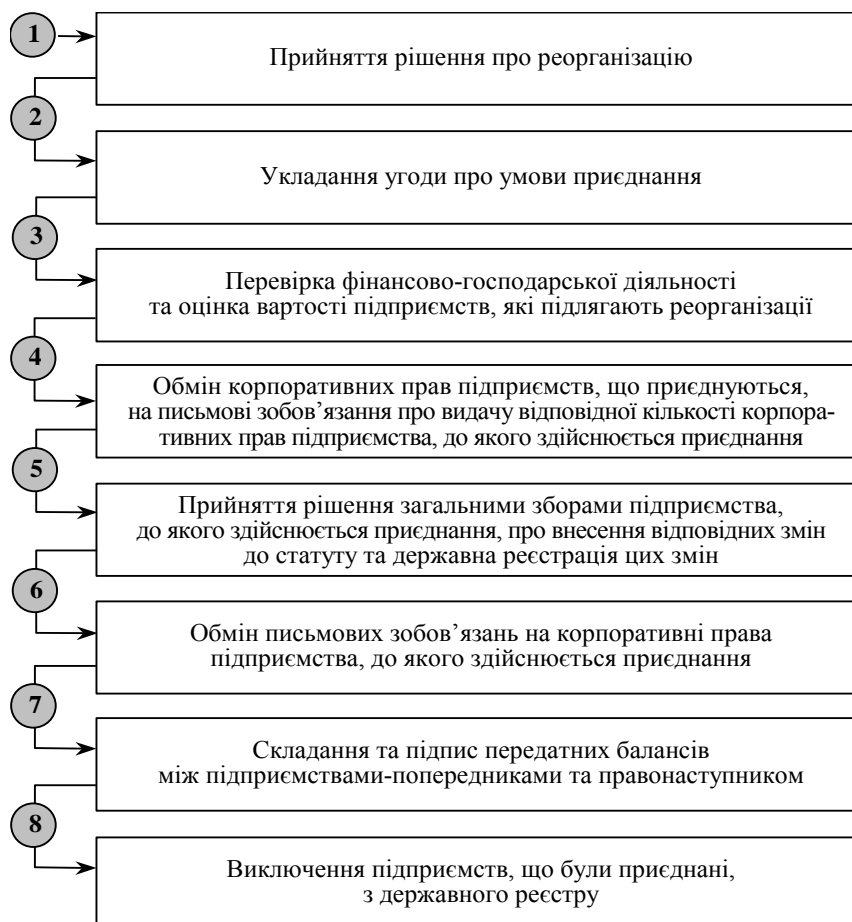 1
Прийняття рішення про реорганізацію
2
Укладання угоди про умови приєднання
3
Перевірка фінансово-господарської діяльності
та оцінка вартості підприємств, які підлягають реорганізації
4
Обмін корпоративних прав підприємств, що приєднуються,
на письмові зобов’язання про видачу відповідної кількості корпора-
тивних прав підприємства, до якого здійснюється приєднання
5
Прийняття рішення загальними зборами підприємства,
до якого здійснюється приєднання, про внесення відповідних змін
до статуту та державна реєстрація цих змін
6
Обмін письмових зобов’язань на корпоративні права
підприємства, до якого здійснюється приєднання
7
Складання та підпис передатних балансів
між підприємствами-попередниками та правонаступником
8
Виключення підприємств, що були приєднані,
з державного реєстру